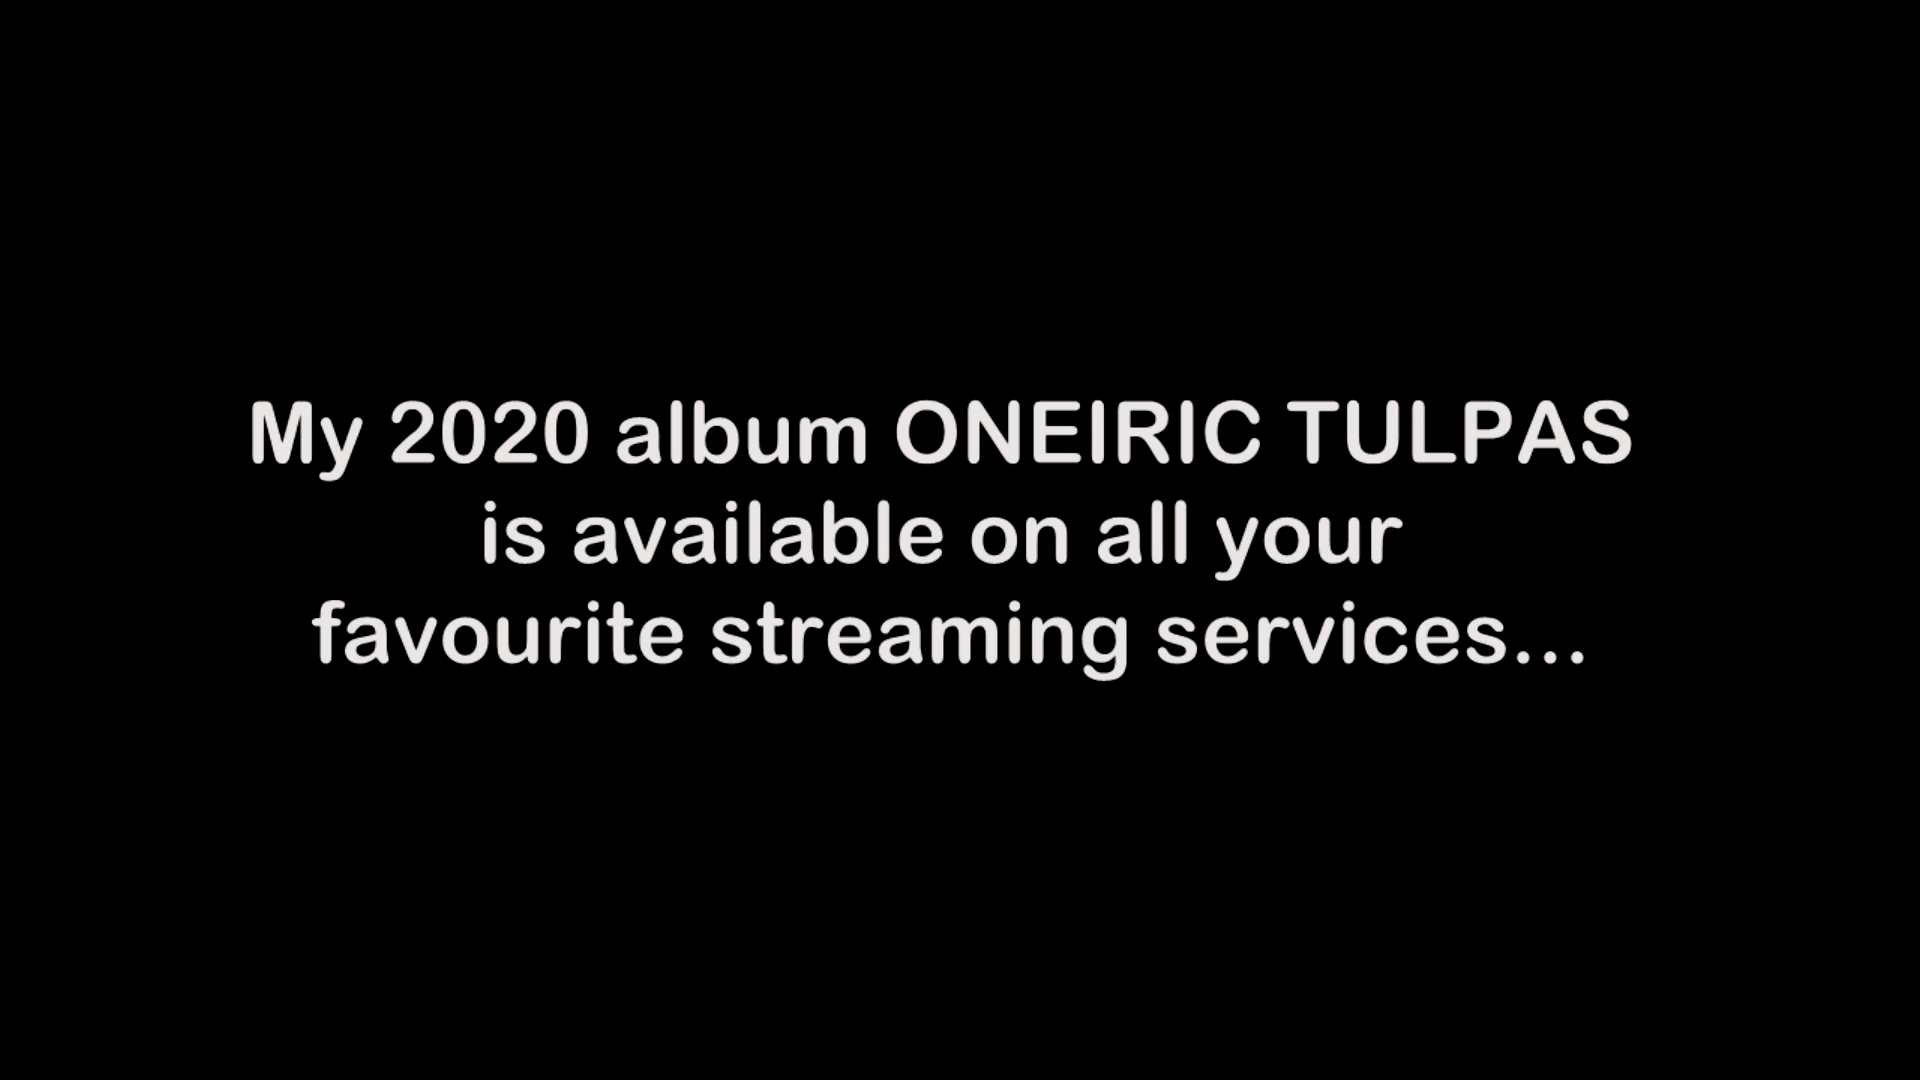 My 2020 album ONEIRIC TULPAS
is available on all your
favourite streaming services...